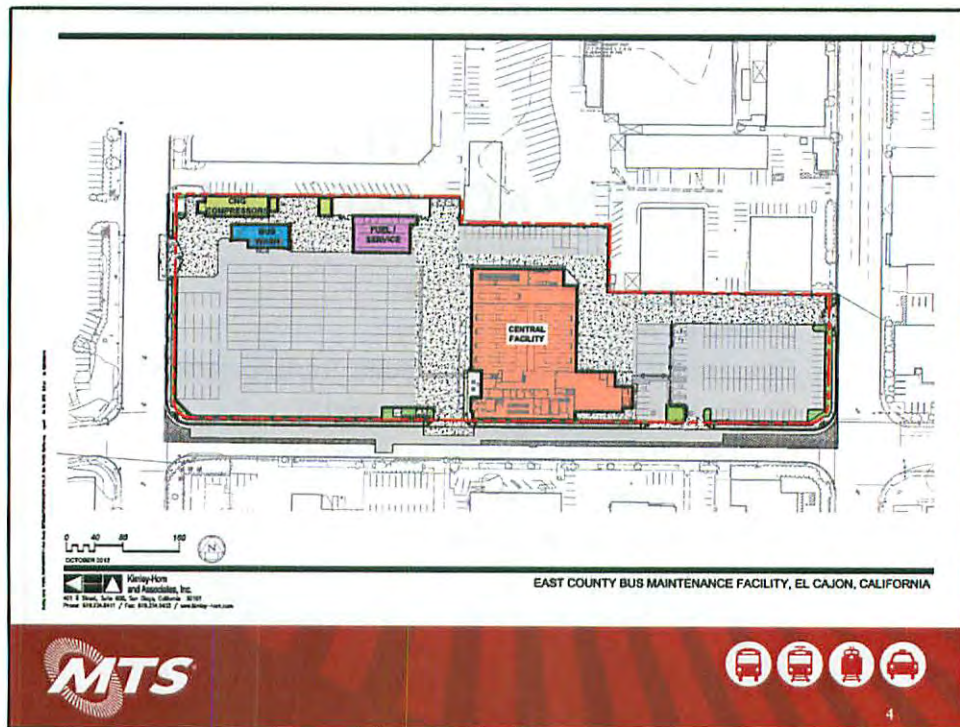 CNG
COMPRESSORS
BUS
WASH
FUEL /
SERVICE
CENTRAL
FACILITY
0 40 80 160
N
OCTOBER 2012
Kimley-Horn
and Associates, Inc.
EAST COUNTY BUS MAINTENANCE FACILITY, EL CAJON, CALIFORNIA
MTS
4